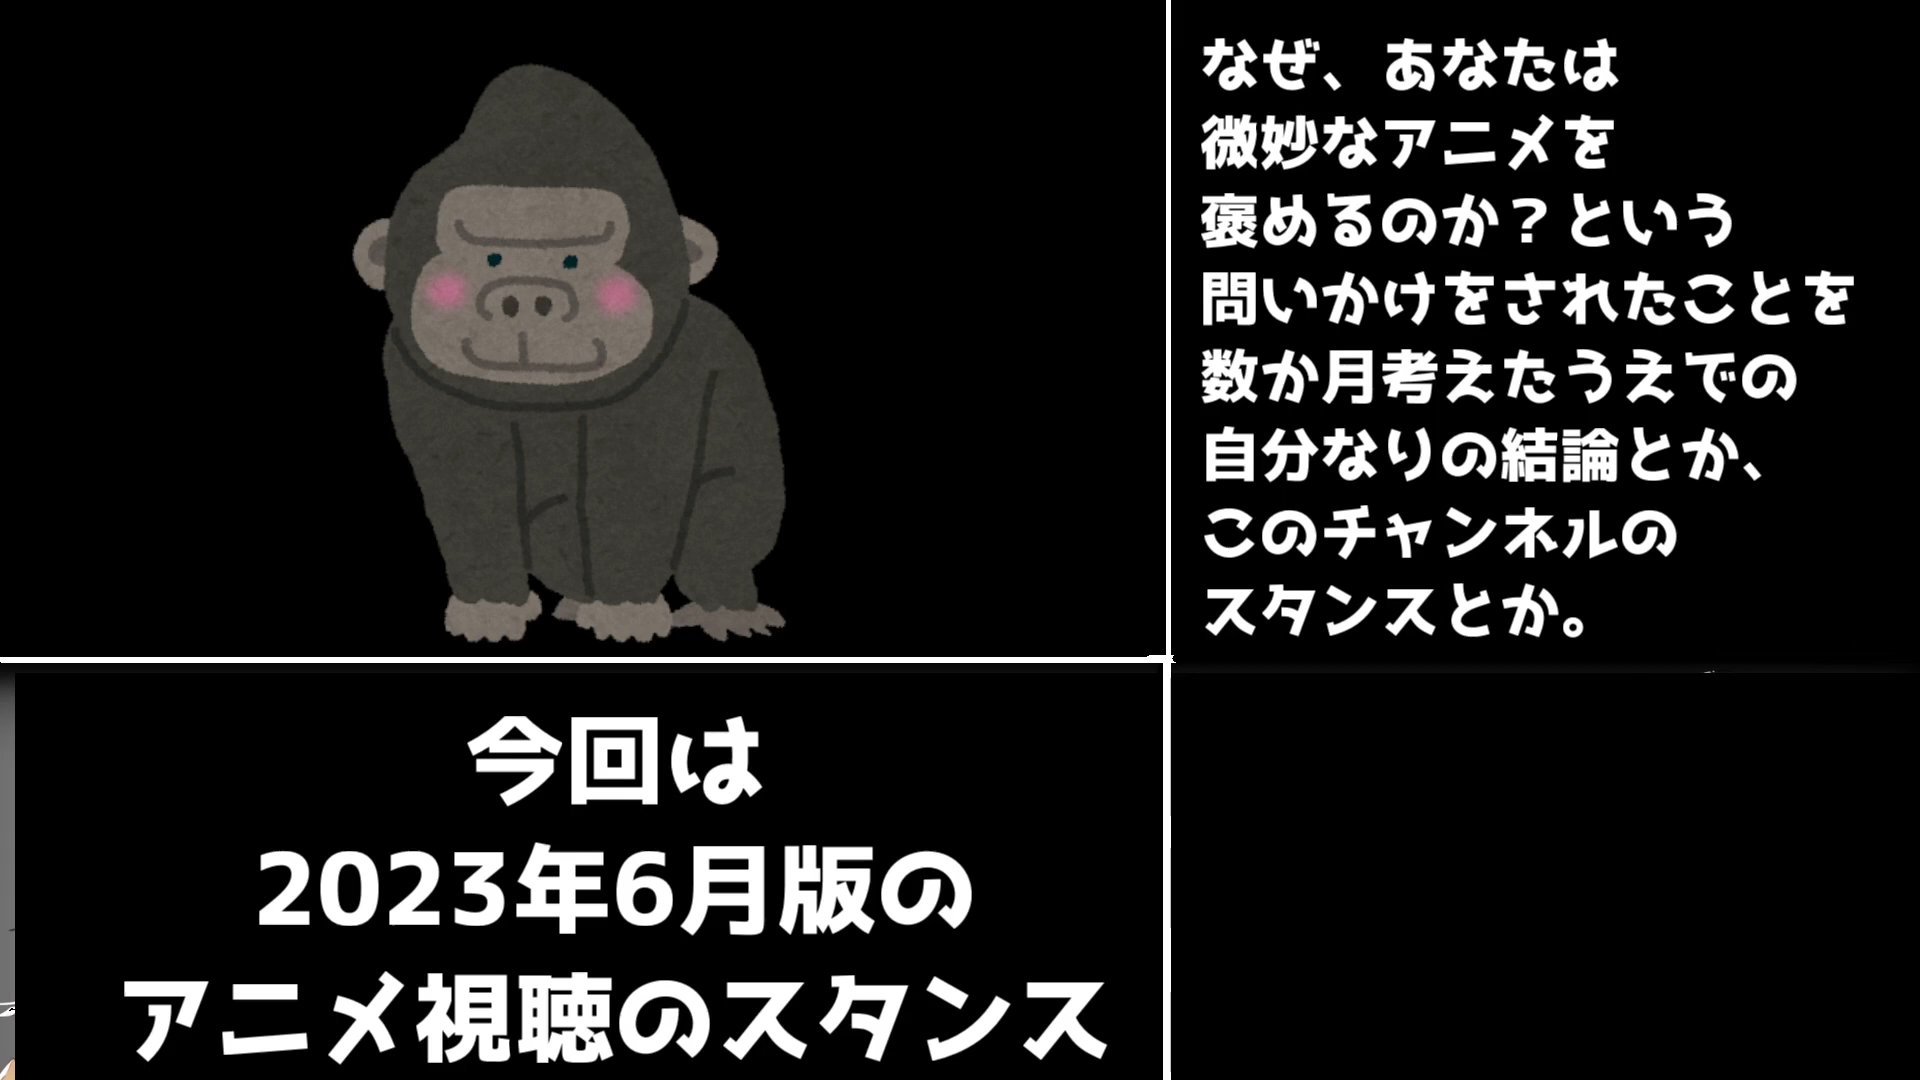 なぜ、あなたは
微妙なアニメを
褒めるのか？という
問いかけをされたことを
数か月考えたうえでの
自分なりの結論とか、
このチャンネルの
スタンスとか。
今回は
2023年6月版の
アニメ視聴のスタンス